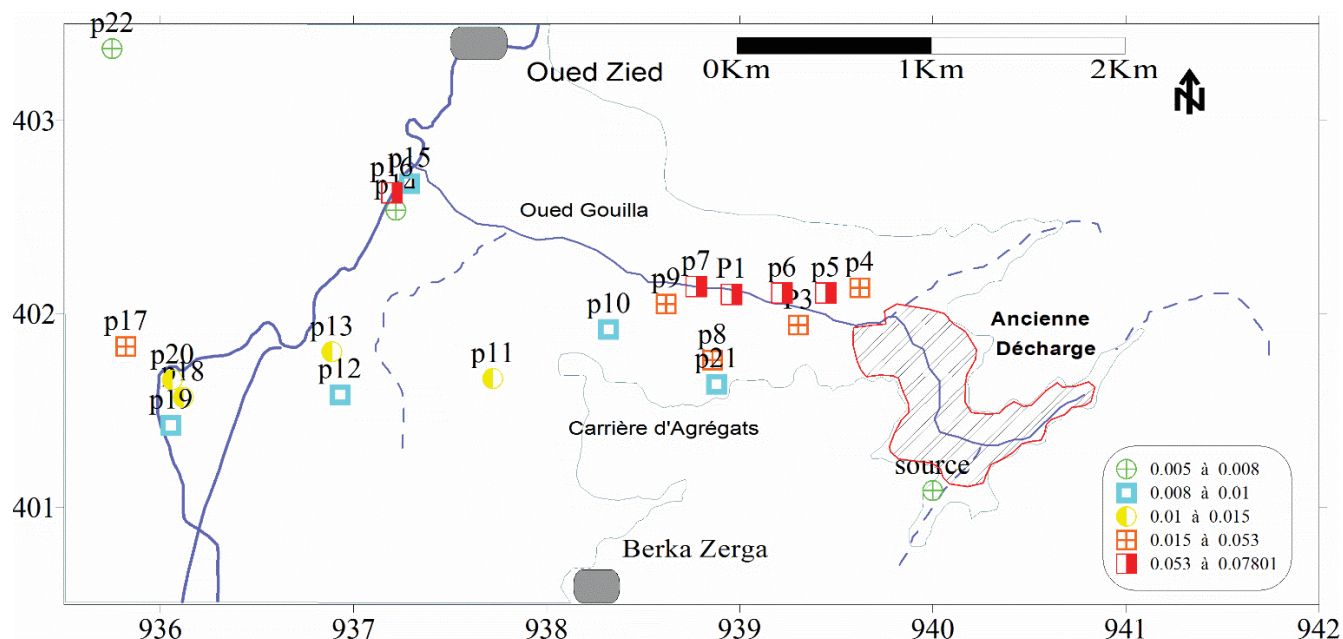 p22
Oued Zied
0Km 1Km 2Km
N
403
p15
p16
p14
Oued Gouilla
p7 P1 p6 p5 p4
p9
P3
p10
402
p17
p13
p8
Ancienne
Décharge
p20
p18
p12
p11
p21
p19
Carrière d'Agrégats
source
401
Berka Zerga
0.005 à 0.008
0.008 à 0.01
0.01 à 0.015
0.015 à 0.053
0.053 à 0.07801
936 937 938 939 940 941 942